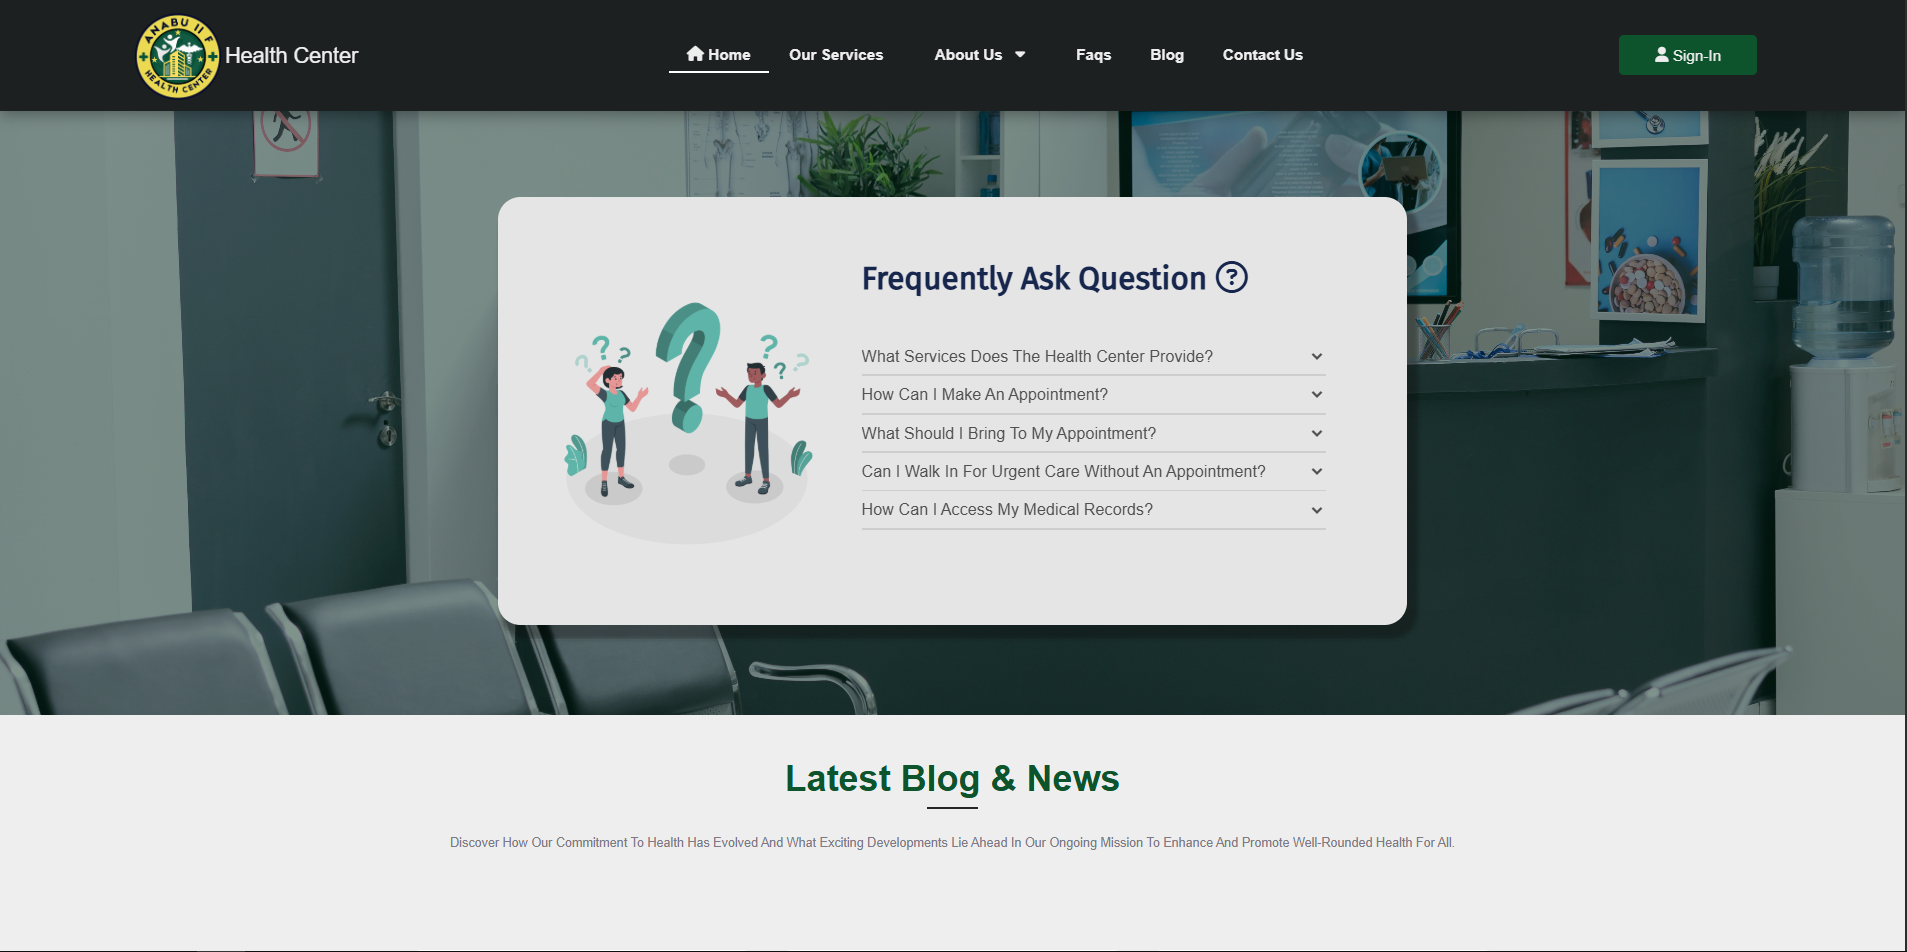 ANABU II F
HEALTH CENTER
Health Center
Home
Our Services
About Us
Faqs
Blog
Contact Us
Sign-In
Frequently Ask Question
What Services Does The Health Center Provide?
How Can I Make An Appointment?
What Should I Bring To My Appointment?
Can I Walk In For Urgent Care Without An Appointment?
How Can I Access My Medical Records?
Latest Blog & News
Discover How Our Commitment To Health Has Evolved And What Exciting Developments Lie Ahead In Our Ongoing Mission To Enhance And Promote Well-Rounded Health For All.